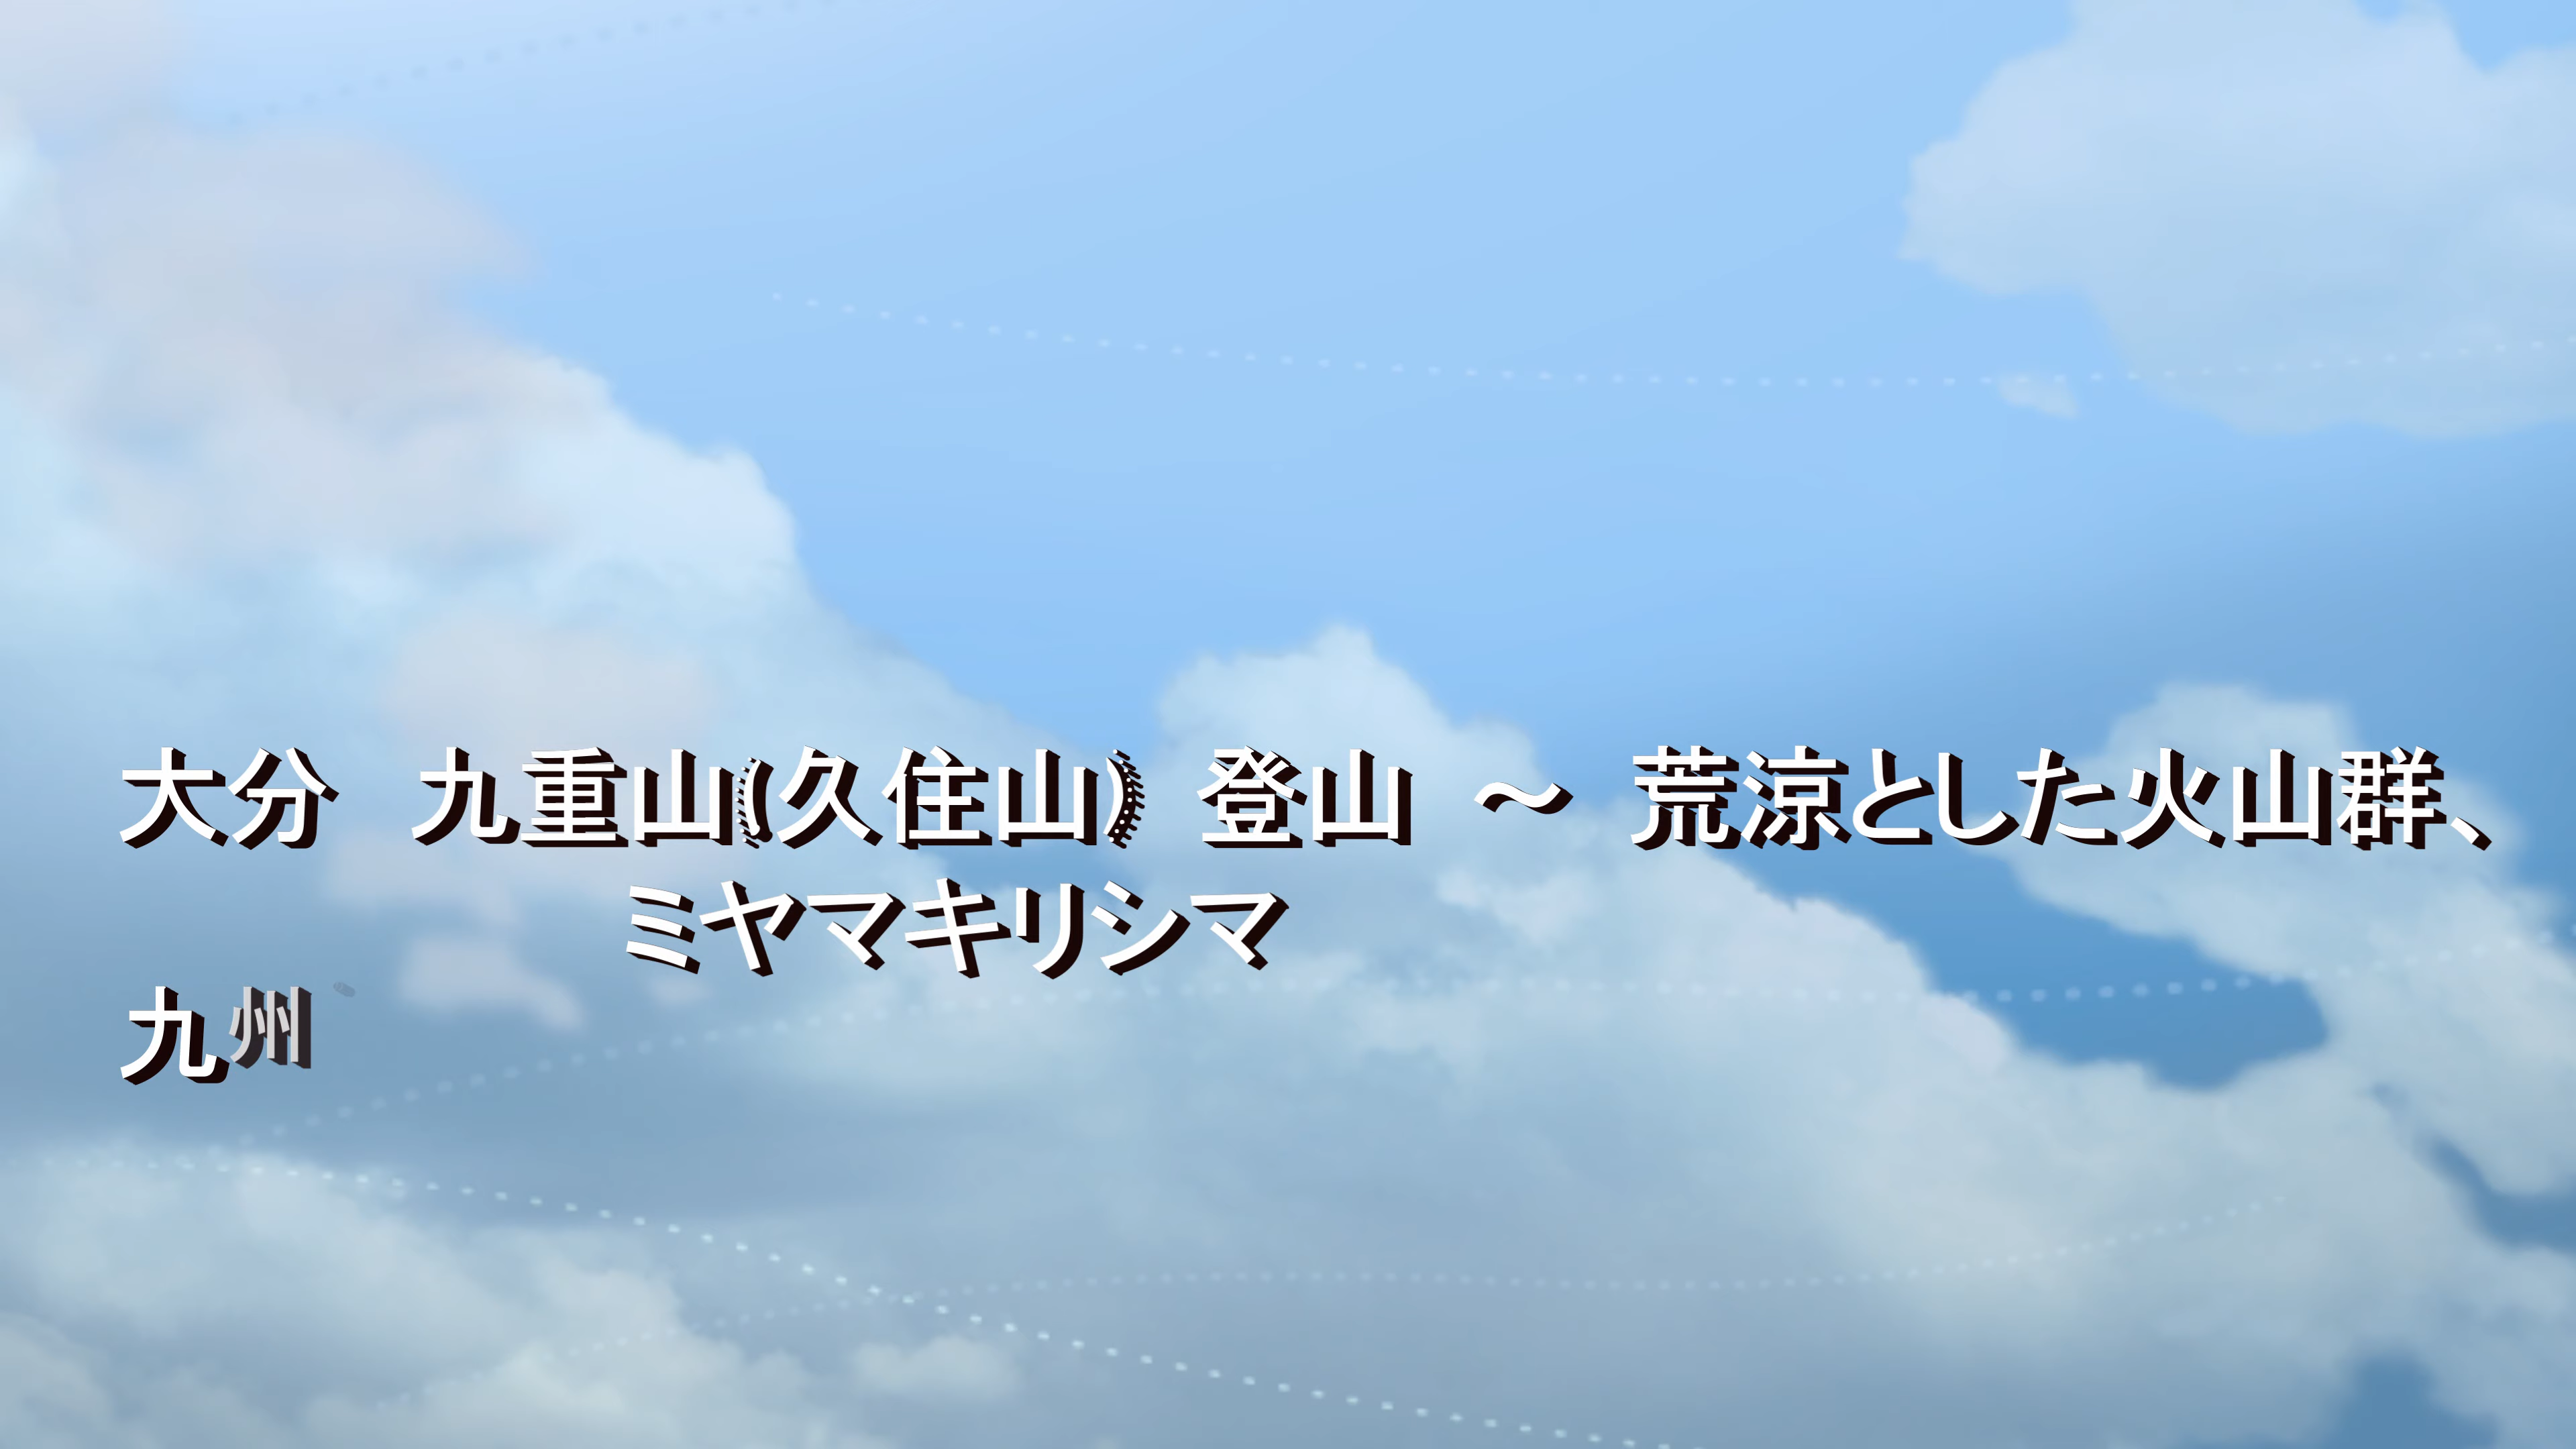 大分　九重山(久住山)　登山　～　荒涼とした火山群、
ミヤマキリシマ
九州